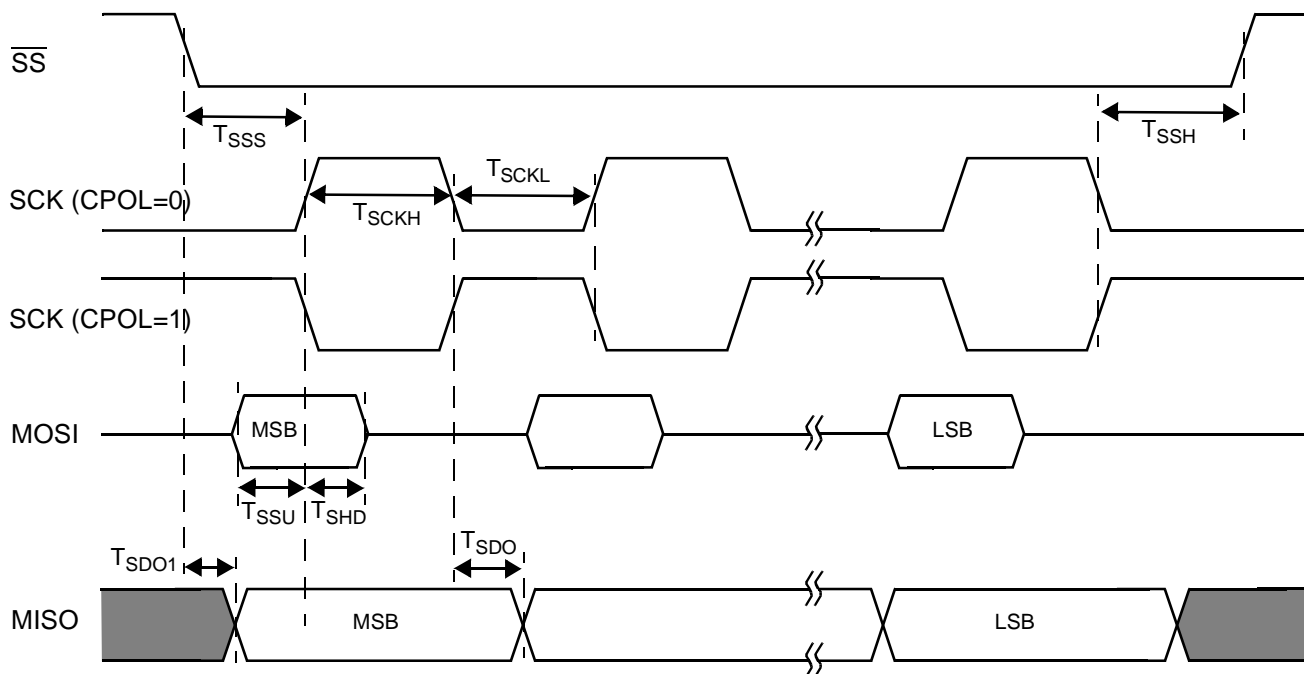 SS
TSSS
TSSH
SCK (CPOL=0)
TSCKH
TSCKL
SCK (CPOL=1)
MOSI
MSB
LSB
TSSU
TSHD
TSDO1
TSDO
MISO
MSB
LSB